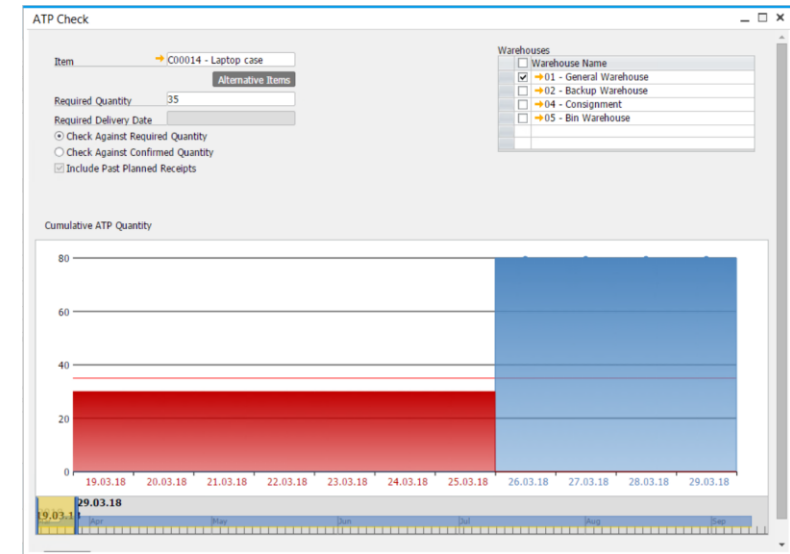 ATP Check
Item C00014 - Laptop case
Alternative Items
Required Quantity 35
Required Delivery Date
Check Against Required Quantity
Check Against Confirmed Quantity
Include Past Planned Receipts
Warehouses
Warehouse Name
01 - General Warehouse
02 - Backup Warehouse
04 - Consignment
05 - Bin Warehouse
Cumulative ATP Quantity
80
60
40
20
0
19.03.18 20.03.18 21.03.18 22.03.18 23.03.18 24.03.18 25.03.18 26.03.18 27.03.18 28.03.18 29.03.18
29.03.18
19.03.1
Apr May Jun Jul Aug Sep